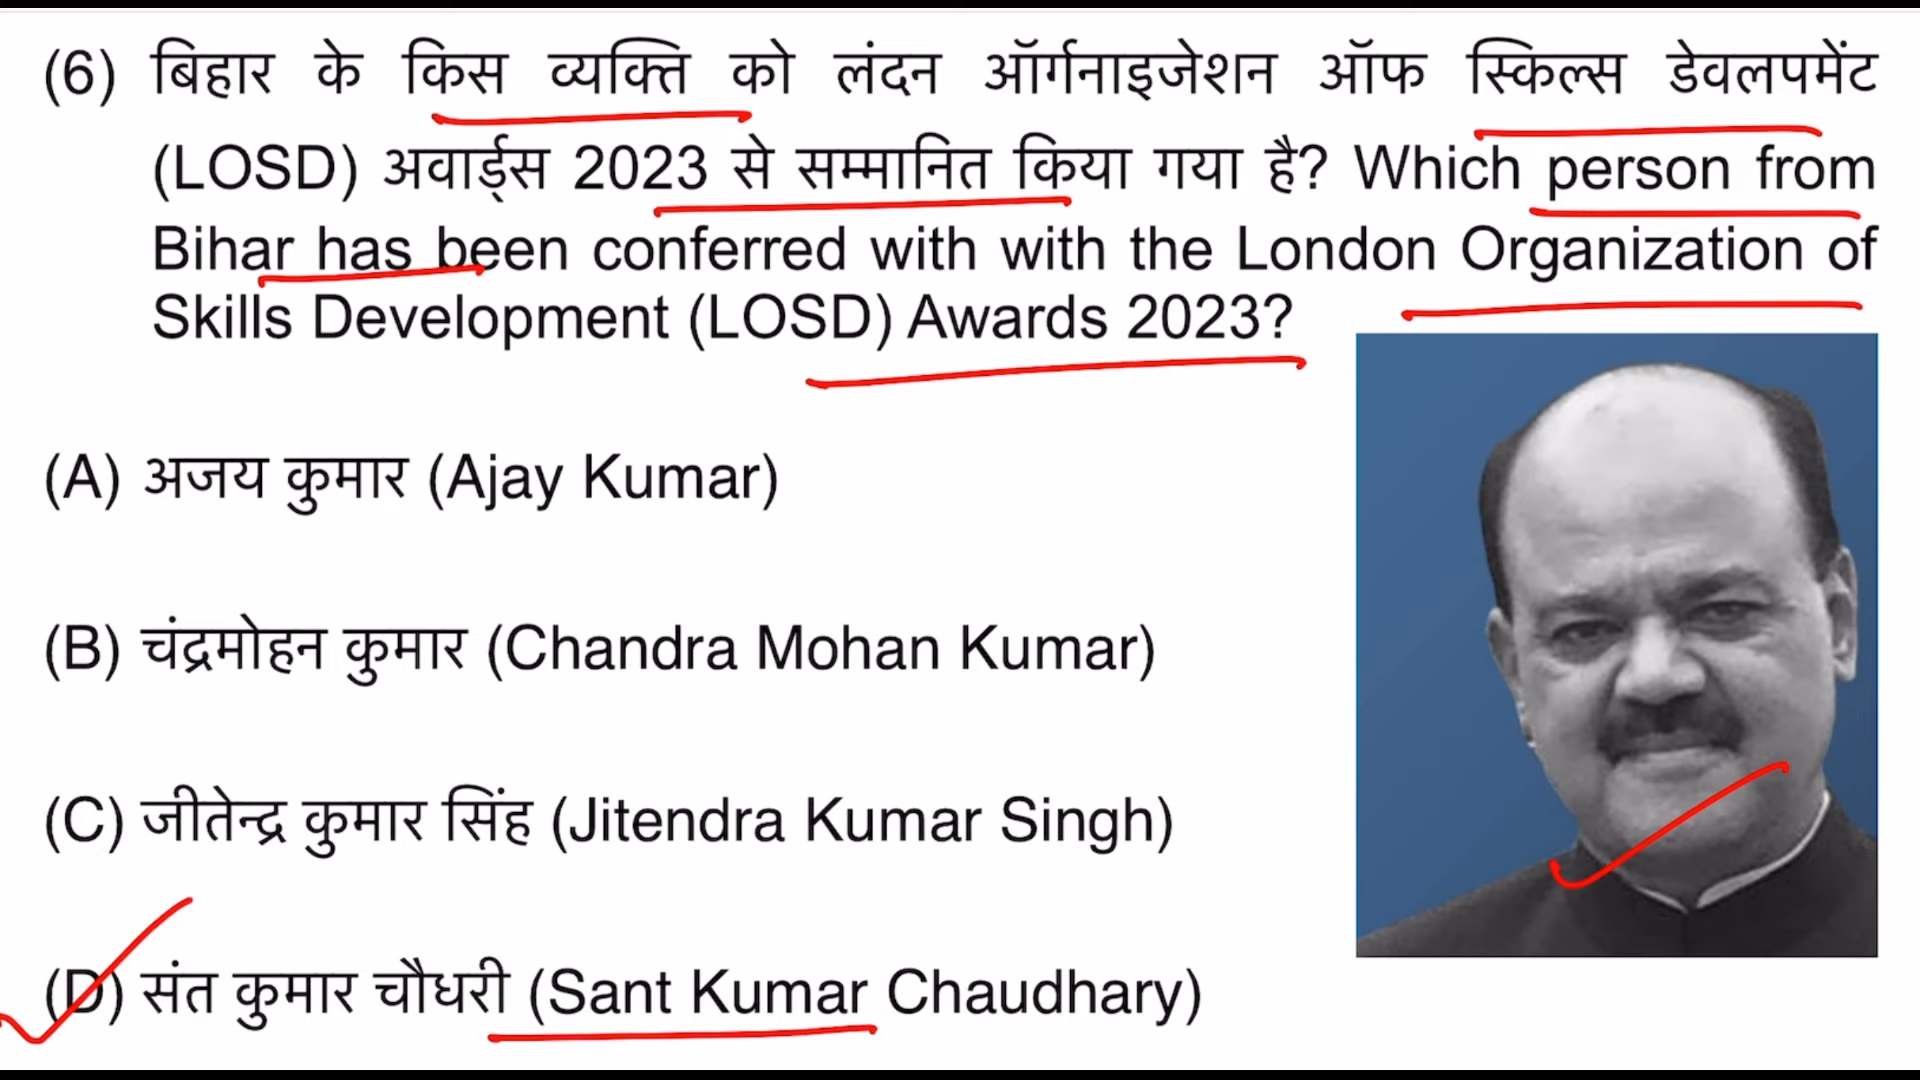 (6) बिहार के किस व्यक्ति को लंदन ऑर्गनाइजेशन ऑफ स्किल्स डेवलपमेंट
(LOSD) अवार्ड्स 2023 से सम्मानित किया गया है? Which person from
Bihar has been conferred with with the London Organization of
Skills Development (LOSD) Awards 2023?
(A) अजय कुमार (Ajay Kumar)
(B) चंद्रमोहन कुमार (Chandra Mohan Kumar)
(C) जीतेन्द्र कुमार सिंह (Jitendra Kumar Singh)
(D) संत कुमार चौधरी (Sant Kumar Chaudhary)